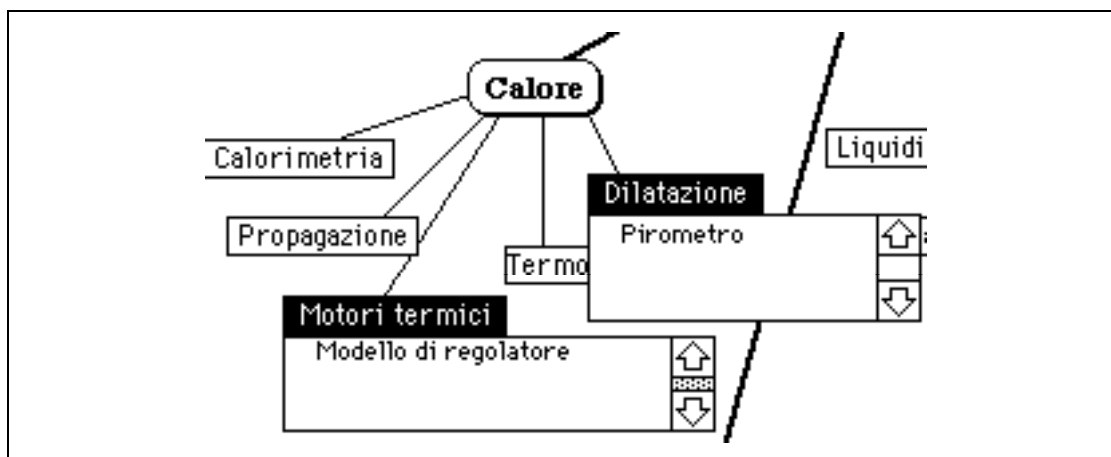 Calore
Calorimetria
Liquidi
Dilatazione
Propagazione
Pirometro
Termo
Motori termici
Modello di regolatore